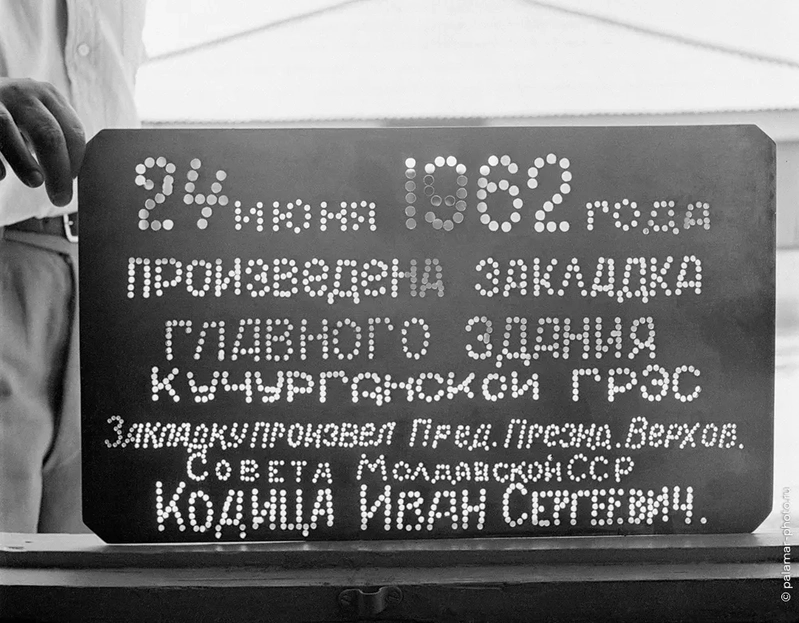 24 июня 1962 года
произведена закладка
главного здания
Кучурганской ГРЭС
Закладку произвел Пред. Презид. Верхов.
Совета Молдавской ССР
Кодица Иван Сергеевич.
© palamar-photo.ru